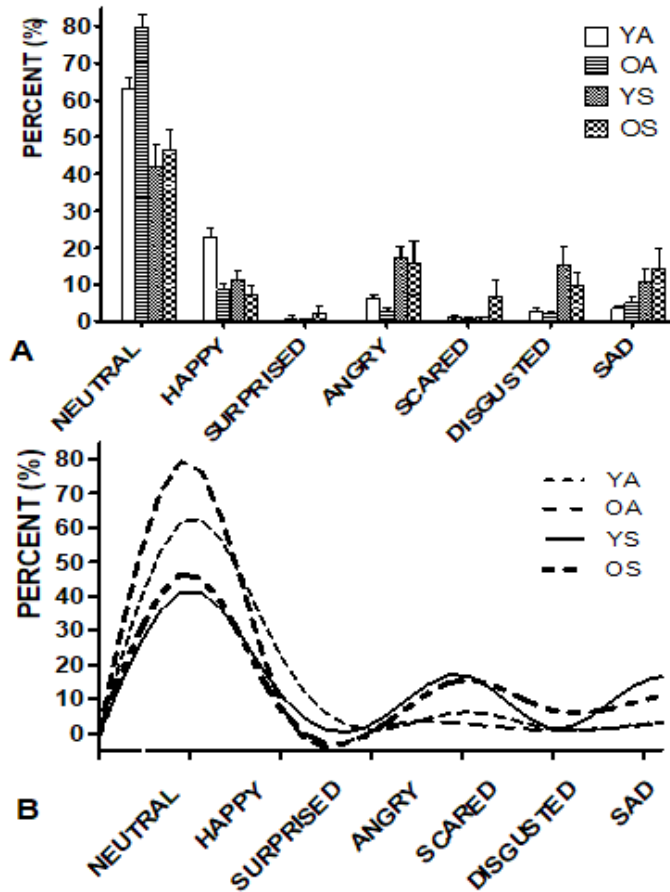 PERCENT (%)
80
70
60
50
40
30
20
10
0
YA
OA
YS
OS
A
NEUTRAL
HAPPY
SURPRISED
ANGRY
SCARED
DISGUSTED
SAD
PERCENT (%)
80
70
60
50
40
30
20
10
0
YA
OA
YS
OS
B
NEUTRAL
HAPPY
SURPRISED
ANGRY
SCARED
DISGUSTED
SAD